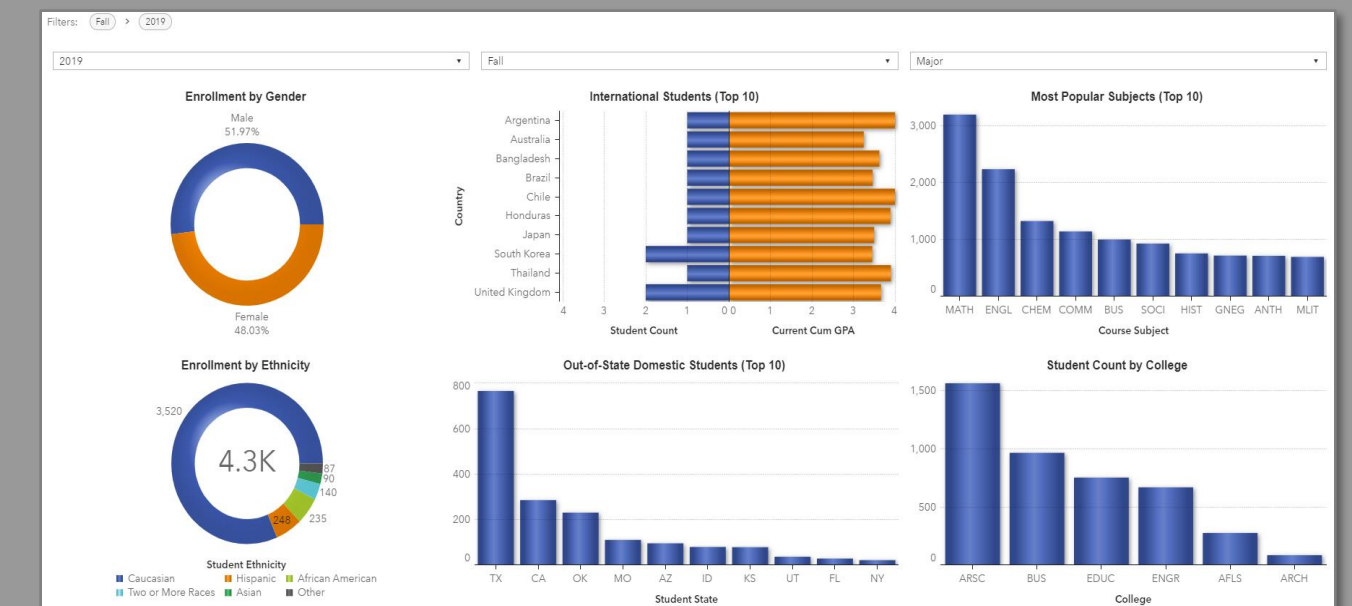 Filters: Fall > 2019
2019
Fall
Major
Enrollment by Gender
Male
51.97%
Female
48.03%
International Students (Top 10)
Country
Argentina
Australia
Bangladesh
Brazil
Chile
Honduras
Japan
South Korea
Thailand
United Kingdom
4 3 2 1 0 0 1 2 3 4
Student Count Current Cum GPA
Most Popular Subjects (Top 10)
3,000
2,000
1,000
0
MATH ENGL CHEM COMM BUS SOCI HIST GNEG ANTH MLIT
Course Subject
Enrollment by Ethnicity
3,520
4.3K
87
90
140
235
248
Student Ethnicity
Caucasian Hispanic African American
Two or More Races Asian Other
Out-of-State Domestic Students (Top 10)
800
600
400
200
0
TX CA OK MO AZ ID KS UT FL NY
Student State
Student Count by College
1,500
1,000
500
0
ARSC BUS EDUC ENGR AFLS ARCH
College